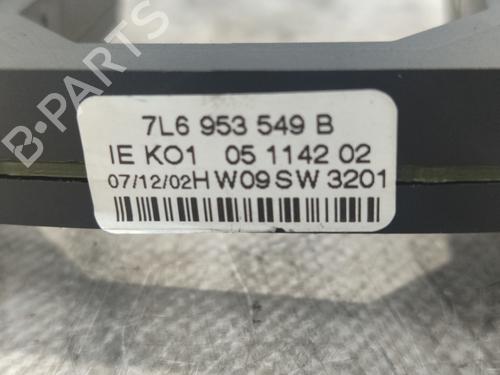 7L6 953 549 B
IE KO1 05 1142 02
07/12/02H W09 SW 3201
B-PARTS